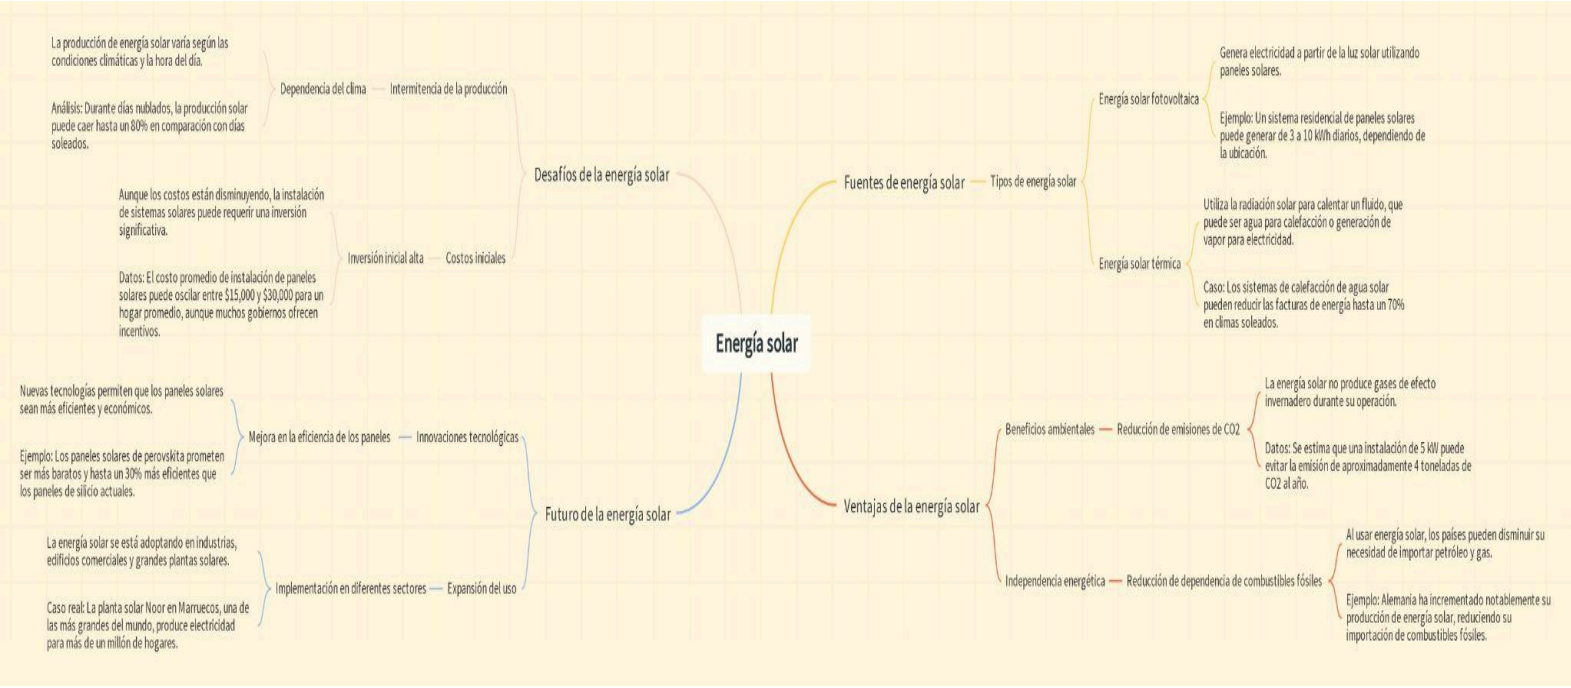 Energía solar
Fuentes de energía solar
Tipos de energía solar
Energía solar fotovoltaica
Genera electricidad a partir de la luz solar utilizando
paneles solares.
Ejemplo: Un sistema residencial de paneles solares
puede generar de 3 a 10 kWh diarios, dependiendo de
la ubicación.
Energía solar térmica
Utiliza la radiación solar para calentar un fluido, que
puede ser agua para calefacción o generación de
vapor para electricidad.
Caso: Los sistemas de calefacción de agua solar
pueden reducir las facturas de energía hasta un 70%
en climas soleados.
Ventajas de la energía solar
Beneficios ambientales
Reducción de emisiones de CO2
La energía solar no produce gases de efecto
invernadero durante su operación.
Datos: Se estima que una instalación de 5 kW puede
evitar la emisión de aproximadamente 4 toneladas de
CO2 al año.
Independencia energética
Reducción de dependencia de combustibles fósiles
Al usar energía solar, los países pueden disminuir su
necesidad de importar petróleo y gas.
Ejemplo: Alemania ha incrementado notablemente su
producción de energía solar, reduciendo su
importación de combustibles fósiles.
Desafíos de la energía solar
Intermitencia de la producción
Dependencia del clima
La producción de energía solar varía según las
condiciones climáticas y la hora del día.
Análisis: Durante días nublados, la producción solar
puede caer hasta un 80% en comparación con días
soleados.
Costos iniciales
Inversión inicial alta
Aunque los costos están disminuyendo, la instalación
de sistemas solares puede requerir una inversión
significativa.
Datos: El costo promedio de instalación de paneles
solares puede oscilar entre $15,000 y $30,000 para un
hogar promedio, aunque muchos gobiernos ofrecen
incentivos.
Futuro de la energía solar
Innovaciones tecnológicas
Mejora en la eficiencia de los paneles
Nuevas tecnologías permiten que los paneles solares
sean más eficientes y económicos.
Ejemplo: Los paneles solares de perovskita prometen
ser más baratos y hasta un 30% más eficientes que
los paneles de silicio actuales.
Expansión del uso
Implementación en diferentes sectores
La energía solar se está adoptando en industrias,
edificios comerciales y grandes plantas solares.
Caso real: La planta solar Noor en Marruecos, una de
las más grandes del mundo, produce electricidad
para más de un millón de hogares.